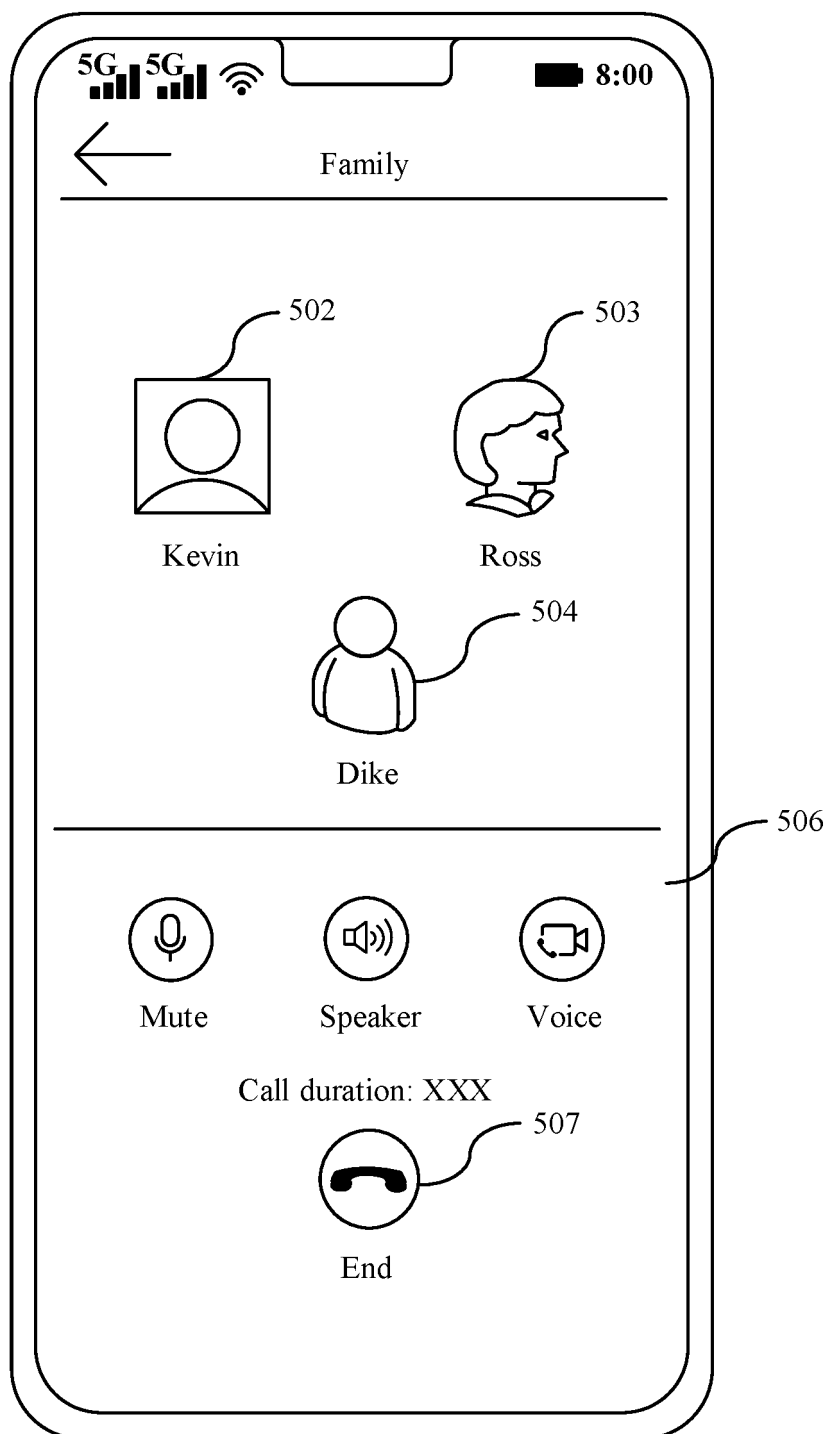 5G 5G 8:00
Family
502 503
Kevin Ross
504
Dike
506
Mute Speaker Voice
Call duration: XXX
507
End